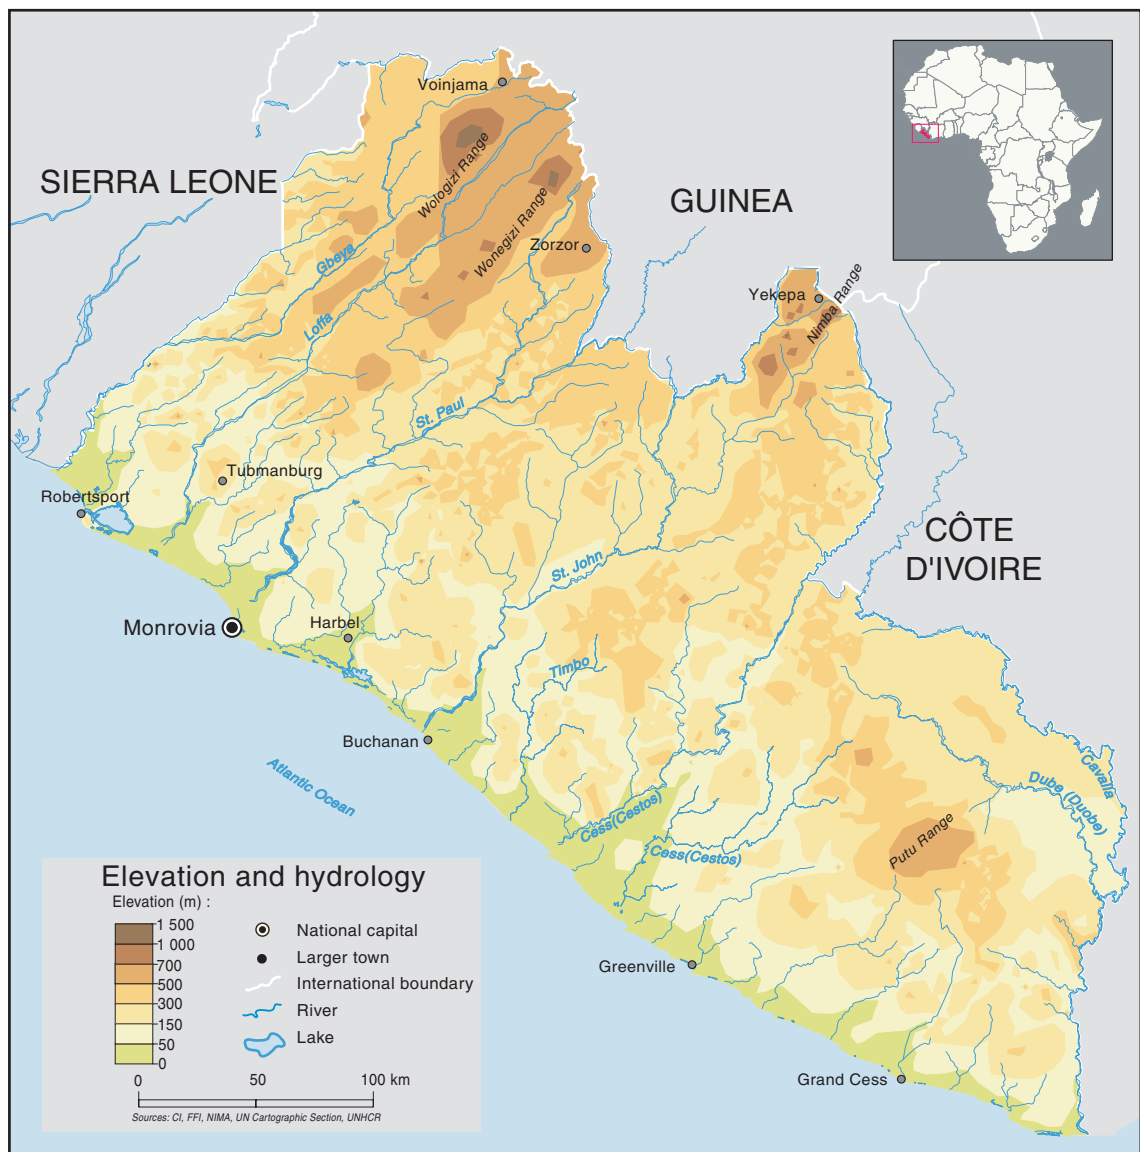 Voinjama
SIERRA LEONE
Wologizi Range
GUINEA
Wonegizi Range
Zorzor
Gbeya
Yekepa
Nimba Range
Loffa
St. Paul
Tubmanburg
Robertsport
CÔTE
D'IVOIRE
St. John
Monrovia
Harbel
Timbo
Buchanan
Atlantic Ocean
Cavalla
Dube (Duobe)
Cess(Cestos)
Cess(Cestos)
Putu Range
Greenville
Grand Cess
Elevation and hydrology
Elevation (m) :
1 500
1 000
700
500
300
150
50
0
National capital
Larger town
International boundary
River
Lake
0 50 100 km
Sources: CI, FFI, NIMA, UN Cartographic Section, UNHCR